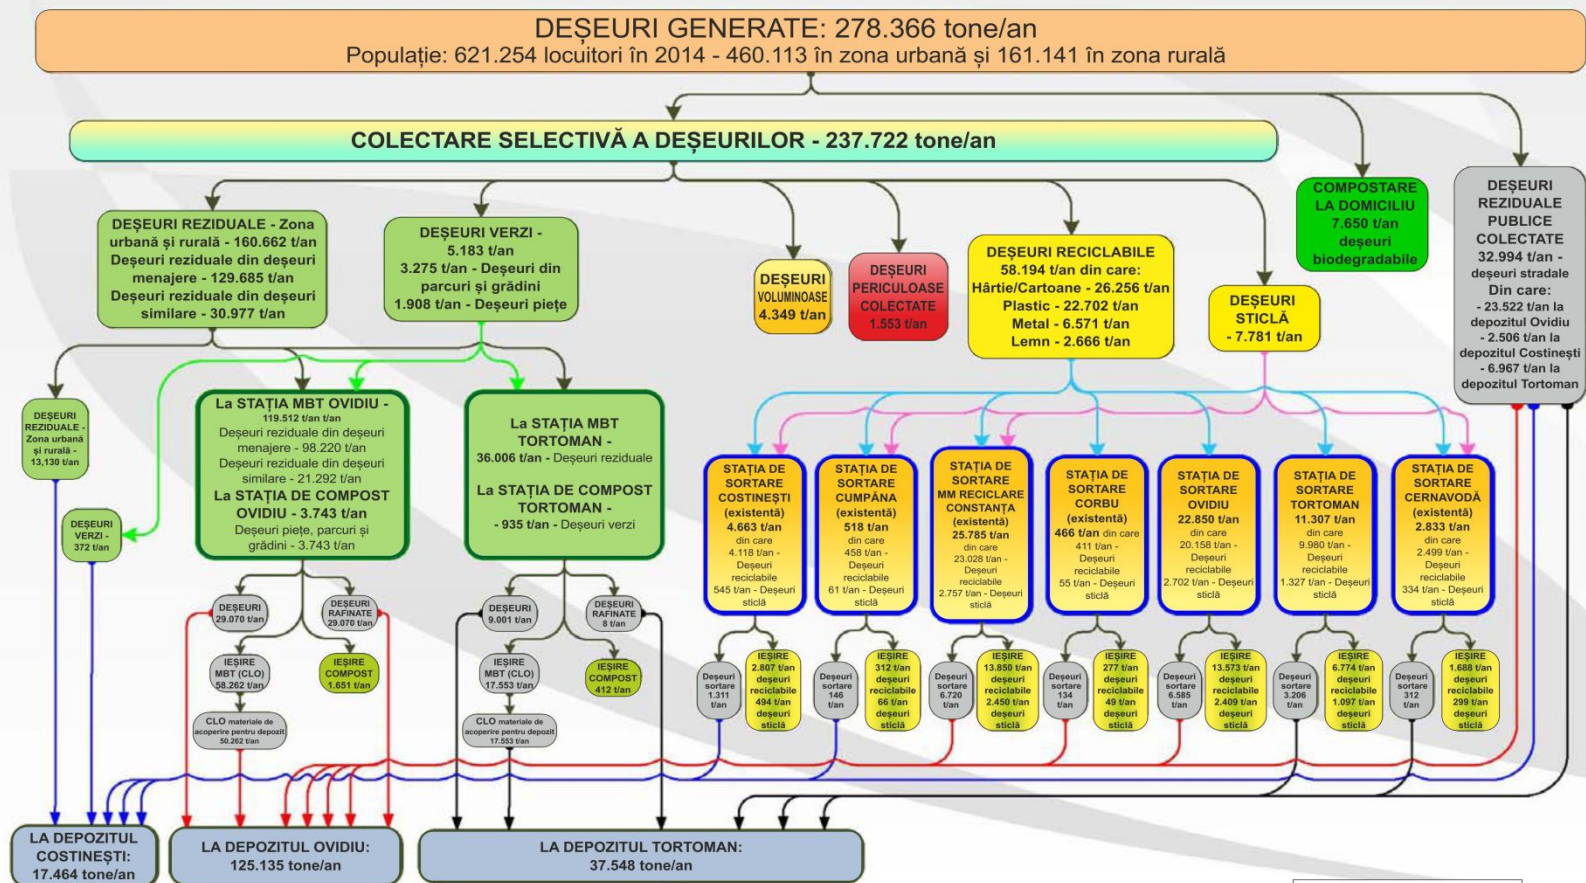 DEȘEURI GENERATE: 278.366 tone/an
Populație: 621.254 locuitori în 2014 - 460.113 în zona urbană și 161.141 în zona rurală
COLECTARE SELECTIVĂ A DEȘEURILOR - 237.722 tone/an
DEȘEURI REZIDUALE - Zona
urbană și rurală - 160.662 t/an
Deșeuri reziduale din deșeuri
menajere - 129.685 t/an
Deșeuri reziduale din deșeuri
similare - 30.977 t/an
DEȘEURI VERZI -
5.183 t/an
3.275 t/an - Deșeuri din
parcuri și grădini
1.908 t/an - Deșeuri piețe
DEȘEURI
VOLUMINOASE
4.349 t/an
DEȘEURI
PERICULOASE
COLECTATE
1.553 t/an
DEȘEURI RECICLABILE
58.194 t/an din care:
Hârtie/Cartoane - 26.256 t/an
Plastic - 22.702 t/an
Metal - 6.571 t/an
Lemn - 2.666 t/an
DEȘEURI
STICLĂ
- 7.781 t/an
COMPOSTARE
LA DOMICILIU
7.650 t/an
deșeuri
biodegradabile
DEȘEURI
REZIDUALE
PUBLICE
COLECTATE
32.994 t/an -
deșeuri stradale
Din care:
- 23.522 t/an la
depozitul Ovidiu
- 2.506 t/an la
depozitul Costinești
- 6.967 t/an la
depozitul Tortoman
DEȘEURI
REZIDUALE -
Zona urbană
și rurală -
13,130 t/an
DEȘEURI
VERZI -
372 t/an
La STAȚIA MBT OVIDIU -
119.512 t/an t/an
Deșeuri reziduale din deșeuri
menajere - 98.220 t/an
Deșeuri reziduale din deșeuri
similare - 21.292 t/an
La STAȚIA DE COMPOST
OVIDIU - 3.743 t/an
Deșeuri piețe, parcuri și
grădini - 3.743 t/an
La STAȚIA MBT
TORTOMAN -
36.006 t/an - Deșeuri reziduale
La STAȚIA DE COMPOST
TORTOMAN -
- 935 t/an - Deșeuri verzi
STAȚIA DE
SORTARE
COSTINEȘTI
(existentă)
4.663 t/an
din care
4.118 t/an -
Deșeuri
reciclabile
545 t/an - Deșeuri
sticlă
STAȚIA DE
SORTARE
CUMPĂNA
(existentă)
518 t/an
din care
458 t/an -
Deșeuri
reciclabile
61 t/an - Deșeuri
sticlă
STAȚIA DE
SORTARE
MM RECICLARE
CONSTANȚA
(existentă)
25.785 t/an
din care
23.028 t/an -
Deșeuri
reciclabile
2.757 t/an - Deșeuri
sticlă
STAȚIA DE
SORTARE
CORBU
(existentă)
466 t/an din care
411 t/an -
Deșeuri
reciclabile
55 t/an - Deșeuri
sticlă
STAȚIA DE
SORTARE
OVIDIU
22.850 t/an
din care
20.158 t/an -
Deșeuri
reciclabile
2.702 t/an - Deșeuri
sticlă
STAȚIA DE
SORTARE
TORTOMAN
11.307 t/an
din care
9.980 t/an -
Deșeuri
reciclabile
1.327 t/an - Deșeuri
sticlă
STAȚIA DE
SORTARE
CERNAVODĂ
(existentă)
2.833 t/an
din care
2.499 t/an -
Deșeuri
reciclabile
334 t/an - Deșeuri
sticlă
DEȘEURI
29.070 t/an
DEȘEURI
RAFINATE
29.070 t/an
IEȘIRE
MBT (CLO)
58.262 t/an
IEȘIRE
COMPOST
1.651 t/an
CLO materiale de
acoperire pentru depozit
50.262 t/an
DEȘEURI
9.001 t/an
DEȘEURI
RAFINATE
8 t/an
IEȘIRE
MBT (CLO)
17.553 t/an
IEȘIRE
COMPOST
412 t/an
CLO materiale de
acoperire pentru depozit
17.553 t/an
Deșeuri
sortare
1.311
t/an
IEȘIRE
2.807 t/an
deșeuri
reciclabile
494 t/an
deșeuri
sticlă
Deșeuri
sortare
146
t/an
IEȘIRE
312 t/an
deșeuri
reciclabile
66 t/an
deșeuri
sticlă
Deșeuri
sortare
6.720
t/an
IEȘIRE
13.850 t/an
deșeuri
reciclabile
2.450 t/an
deșeuri
sticlă
Deșeuri
sortare
134
t/an
IEȘIRE
277 t/an
deșeuri
reciclabile
49 t/an
deșeuri
sticlă
Deșeuri
sortare
6.585
t/an
IEȘIRE
13.573 t/an
deșeuri
reciclabile
2.409 t/an
deșeuri
sticlă
Deșeuri
sortare
3.206
t/an
IEȘIRE
6.774 t/an
deșeuri
reciclabile
1.097 t/an
deșeuri
sticlă
Deșeuri
sortare
312
t/an
IEȘIRE
1.688 t/an
deșeuri
reciclabile
299 t/an
deșeuri
sticlă
LA DEPOZITUL
COSTINEȘTI:
17.464 tone/an
LA DEPOZITUL OVIDIU:
125.135 tone/an
LA DEPOZITUL TORTOMAN:
37.548 tone/an